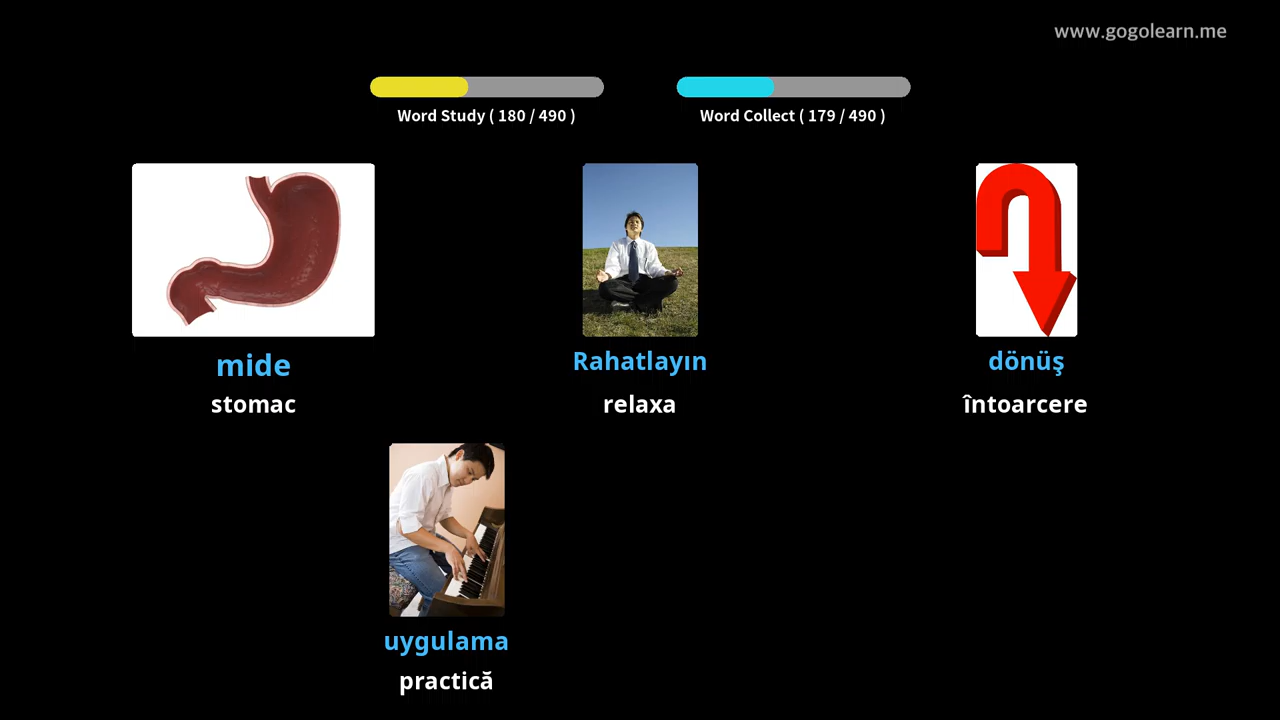 www.gogolearn.me
Word Study ( 180 / 490 )
Word Collect ( 179 / 490 )
mide
Rahatlayın
dönüş
stomac
relaxa
întoarcere
uygulama
practică